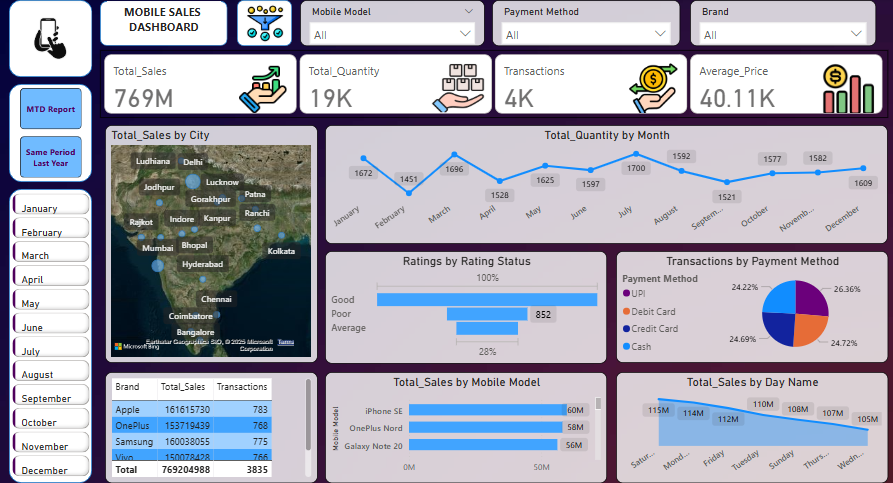 MOBILE SALES
DASHBOARD
Mobile Model
All
Payment Method
All
Brand
All
MTD Report
Same Period
Last Year
January
February
March
April
May
June
July
August
September
October
November
December
Total_Sales
769M
Total_Quantity
19K
Transactions
4K
Average_Price
40.11K
Total_Sales by City
Ludhiana
Delhi
Jodhpur
Lucknow
Gorakhpur
Patna
Rajkot
Indore
Kanpur
Ranchi
Mumbai
Bhopal
Kolkata
Hyderabad
Chennai
Coimbatore
Bangalore
Microsoft Bing
Earthstar Geographics SIO, © 2025 Microsoft
Corporation
Terms
Total_Quantity by Month
1672
1451
1696
1528
1625
1597
1700
1592
1521
1577
1582
1609
January
February
March
April
May
June
July
August
Septem...
October
Novemb...
December
Ratings by Rating Status
100%
Good
Poor
852
Average
28%
Transactions by Payment Method
Payment Method
UPI
Debit Card
Credit Card
Cash
24.22%
26.36%
24.69%
24.72%
Brand Total_Sales Transactions
Apple 161615730 783
OnePlus 153719439 768
Samsung 160038055 775
Vivo 150078428 766
Total 769204988 3835
Total_Sales by Mobile Model
Mobile Model
iPhone SE 60M
OnePlus Nord 58M
Galaxy Note 20 56M
0M 50M
Total_Sales by Day Name
115M
114M
112M
110M
108M
107M
105M
Satur...
Mond...
Friday
Tuesday
Sunday
Thurs...
Wedn...